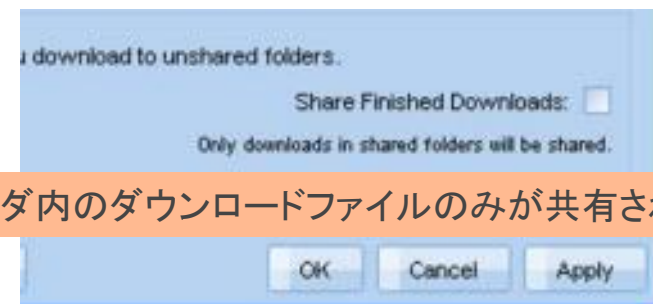 download to unshared folders.
Share Finished Downloads:
Only downloads in shared folders will be shared.
ダ内のダウンロードファイルのみが共有さ
OK Cancel Apply